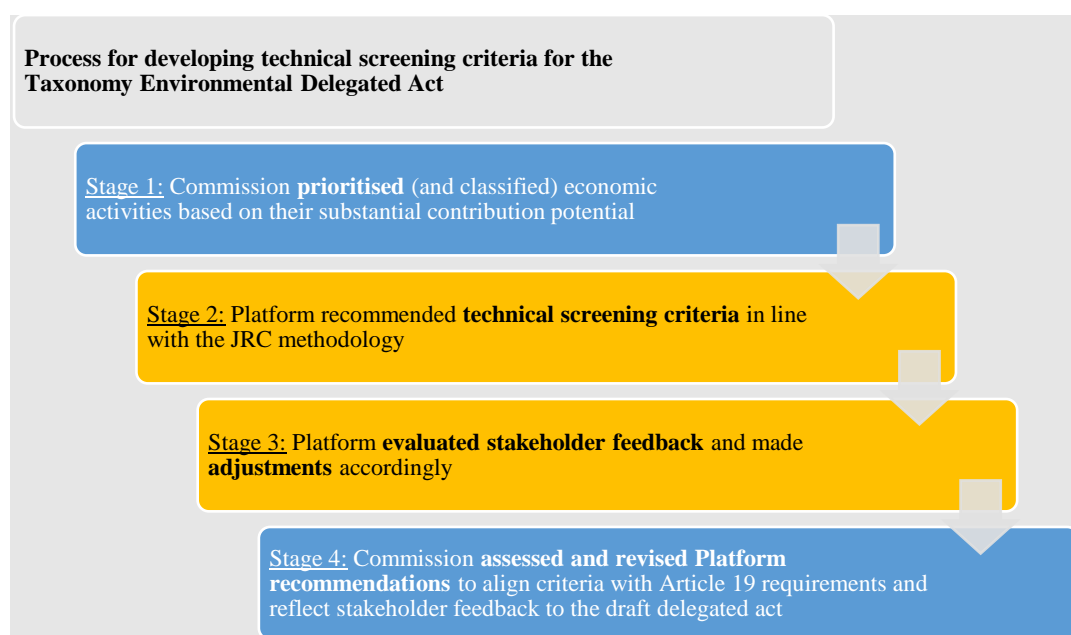 Process for developing technical screening criteria for the
Taxonomy Environmental Delegated Act
Stage 1: Commission prioritised (and classified) economic
activities based on their substantial contribution potential
Stage 2: Platform recommended technical screening criteria in line
with the JRC methodology
Stage 3: Platform evaluated stakeholder feedback and made
adjustments accordingly
Stage 4: Commission assessed and revised Platform
recommendations to align criteria with Article 19 requirements and
reflect stakeholder feedback to the draft delegated act